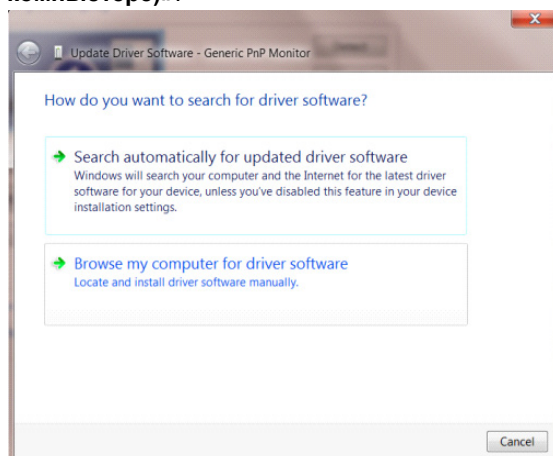 Update Driver Software - Generic PnP Monitor
How do you want to search for driver software?
Search automatically for updated driver software
Windows will search your computer and the Internet for the latest driver
software for your device, unless you've disabled this feature in your device
installation settings.
Browse my computer for driver software
Locate and install driver software manually.
Cancel